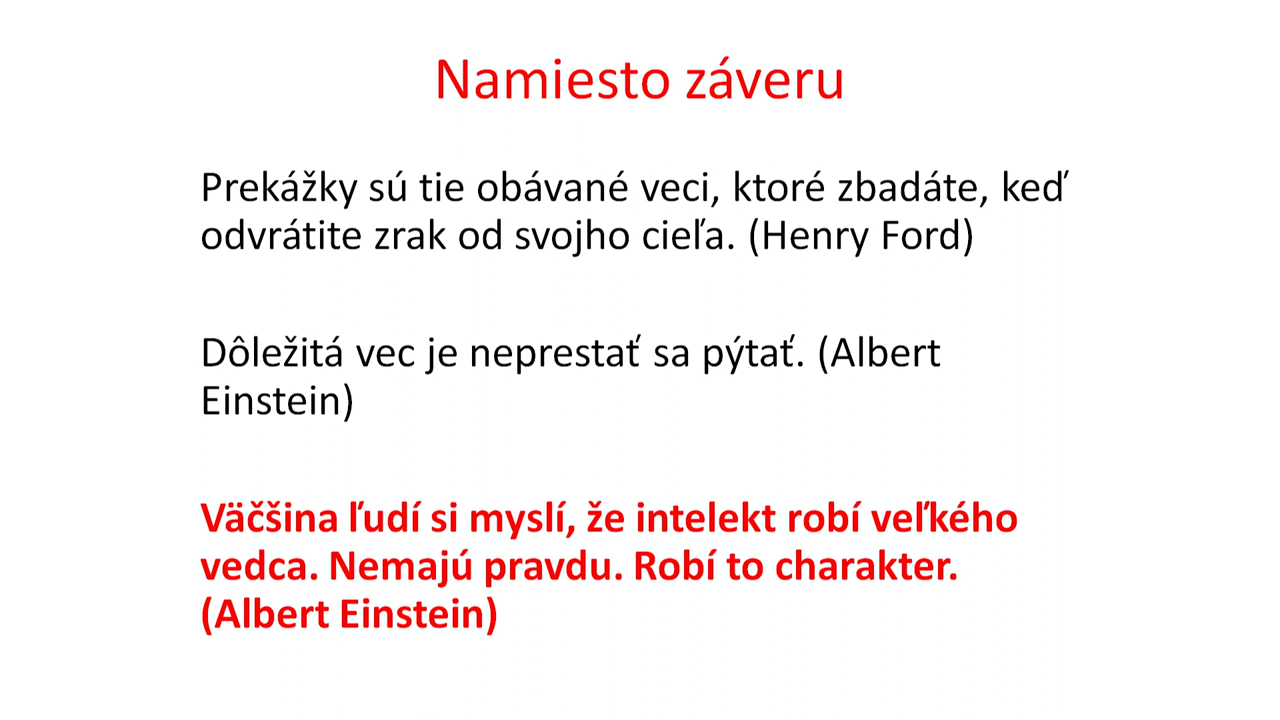 Namiesto záveru
Prekážky sú tie obávané veci, ktoré zbadáte, keď
odvrátite zrak od svojho cieľa. (Henry Ford)
Dôležitá vec je neprestať sa pýtať. (Albert
Einstein)
Väčšina ľudí si myslí, že intelekt robí veľkého
vedca. Nemajú pravdu. Robí to charakter.
(Albert Einstein)